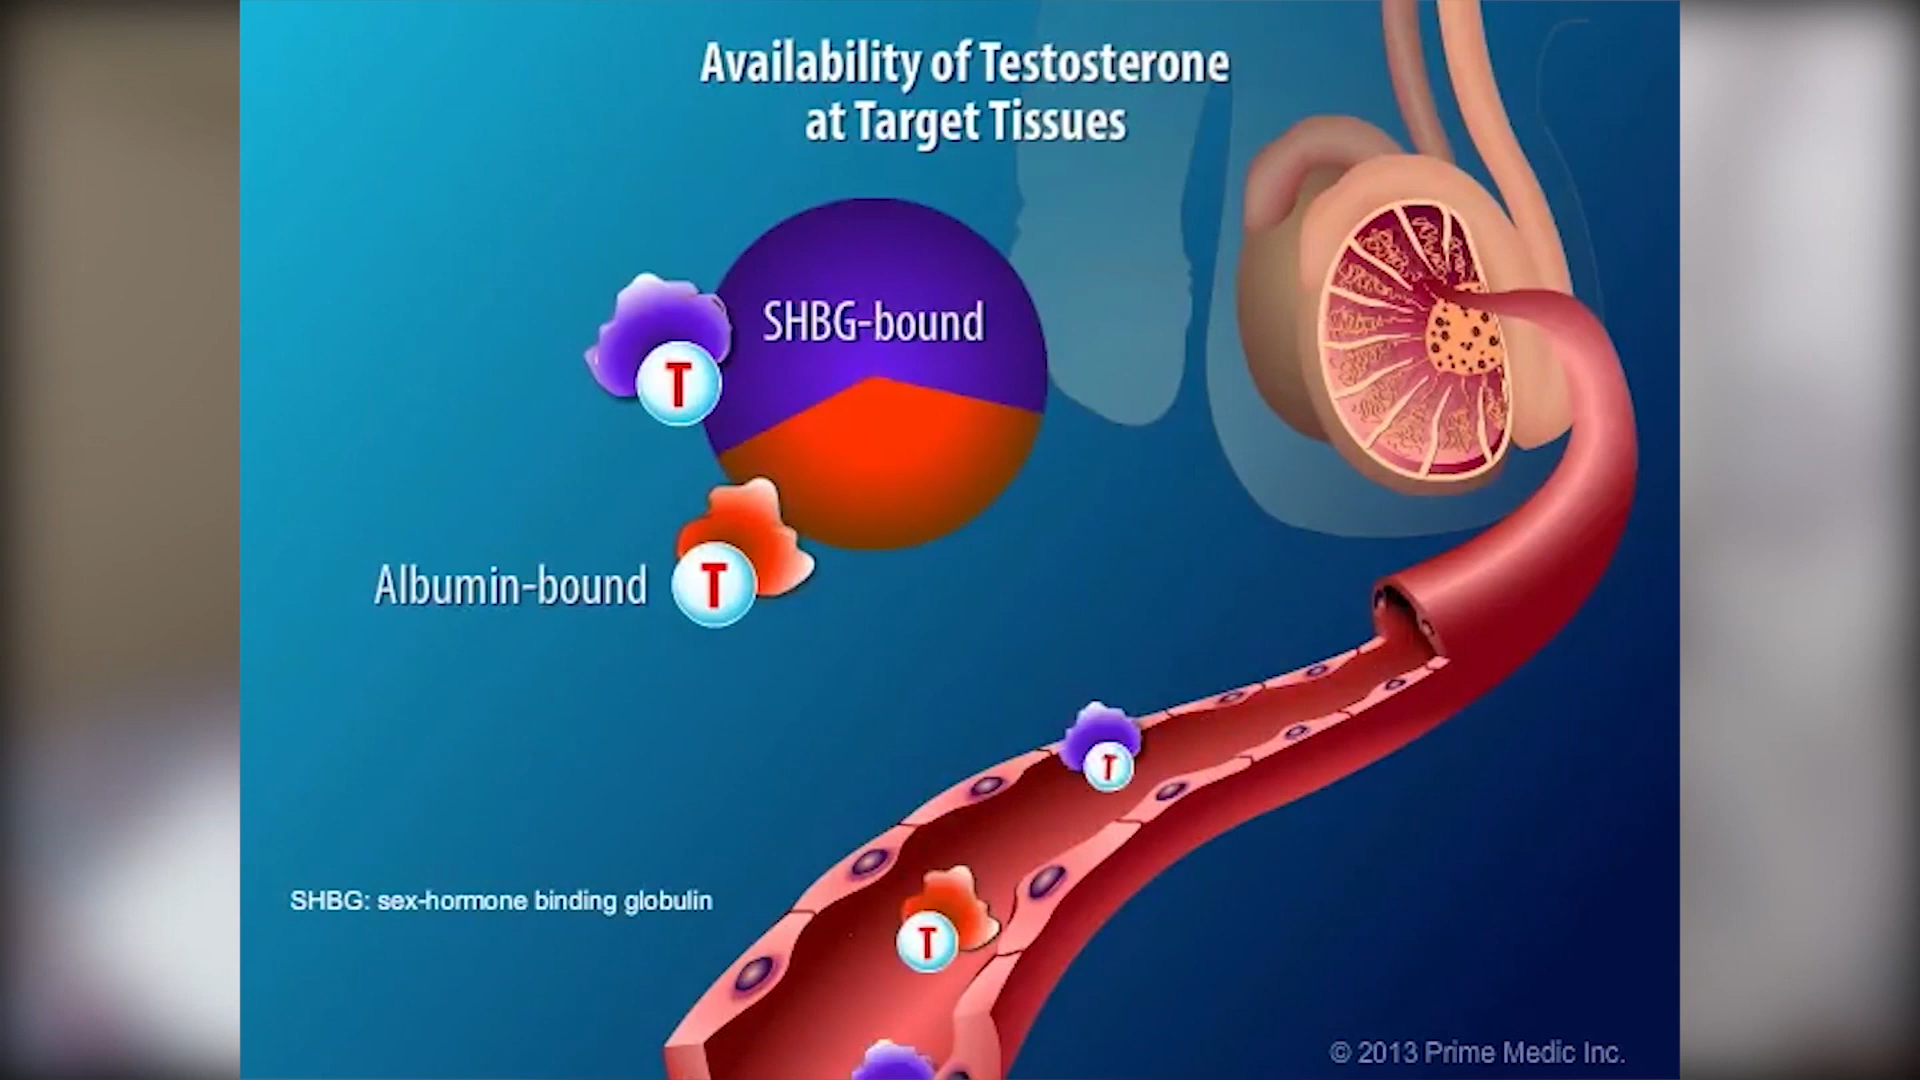 Availability of Testosterone
at Target Tissues
SHBG-bound
T
Albumin-bound
T
T
SHBG: sex-hormone binding globulin
T
© 2013 Prime Medic Inc.